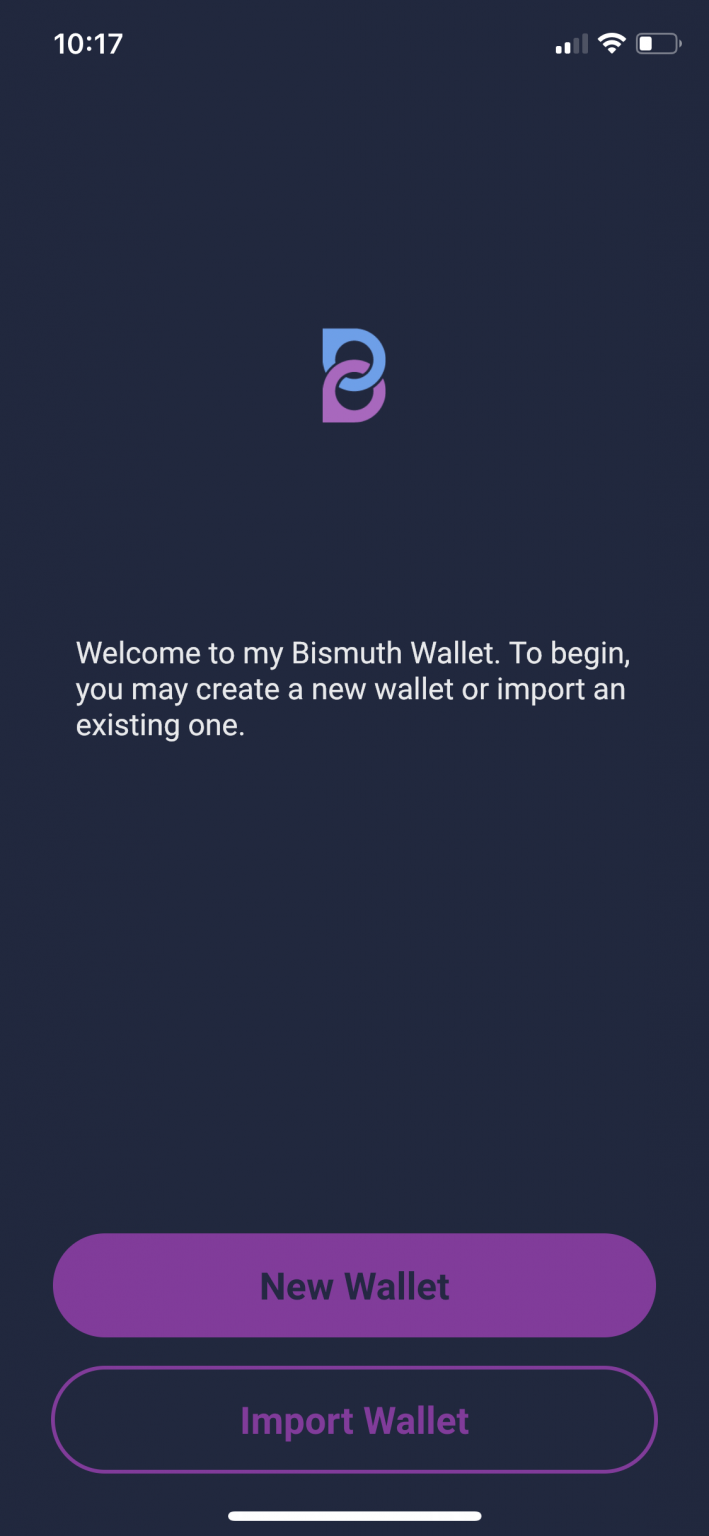 10:17
Welcome to my Bismuth Wallet. To begin,
you may create a new wallet or import an
existing one.
New Wallet
Import Wallet